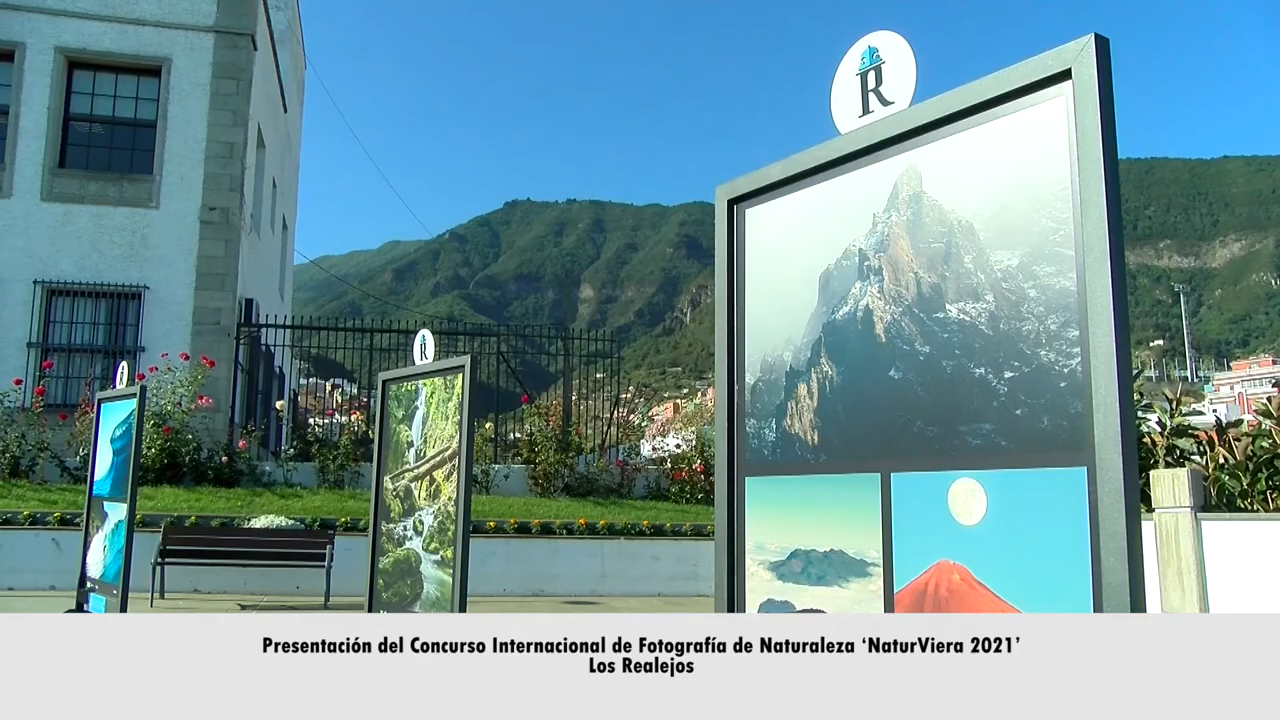 R
R
R
Presentación del Concurso Internacional de Fotografía de Naturaleza ‘NaturViera 2021’
Los Realejos